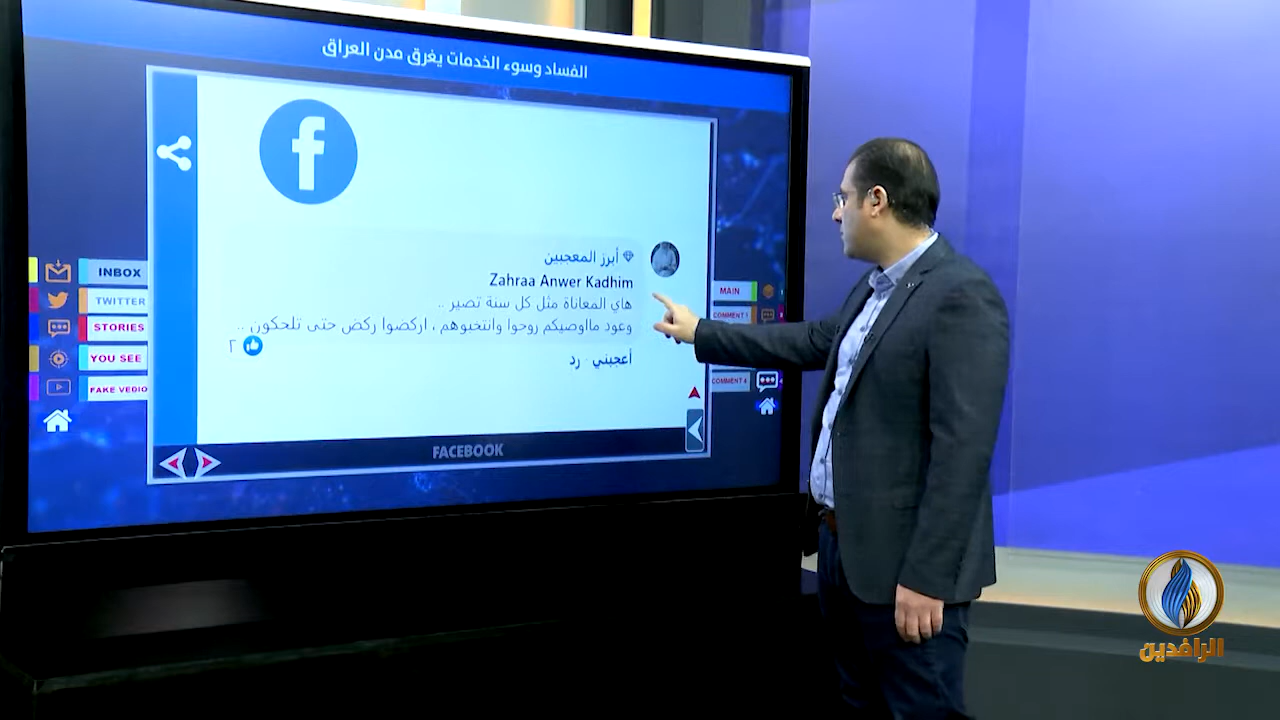 الفساد وسوء الخدمات يغرق مدن العراق
أبرز المعجبين
Zahraa Anwer Kadhim
هاي المعاناة مثل كل سنة تصير ..
وعود مااوصيكم روحوا وانتخبوهم ، اركضوا ركض حتى تلحكون ..
٢
أعجبني · رد
FACEBOOK
INBOX
TWITTER
STORIES
YOU SEE
FAKE VEDIO
MAIN
COMMENT 1
COMMENT 4
الرافدين